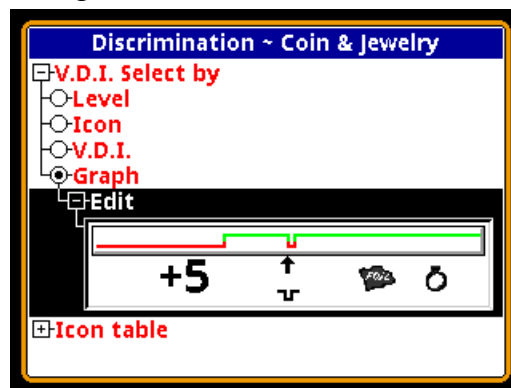 Discrimination ~ Coin & Jewelry
V.D.I. Select by
Level
Icon
V.D.I.
Graph
Edit
+5 FOIL
Icon table